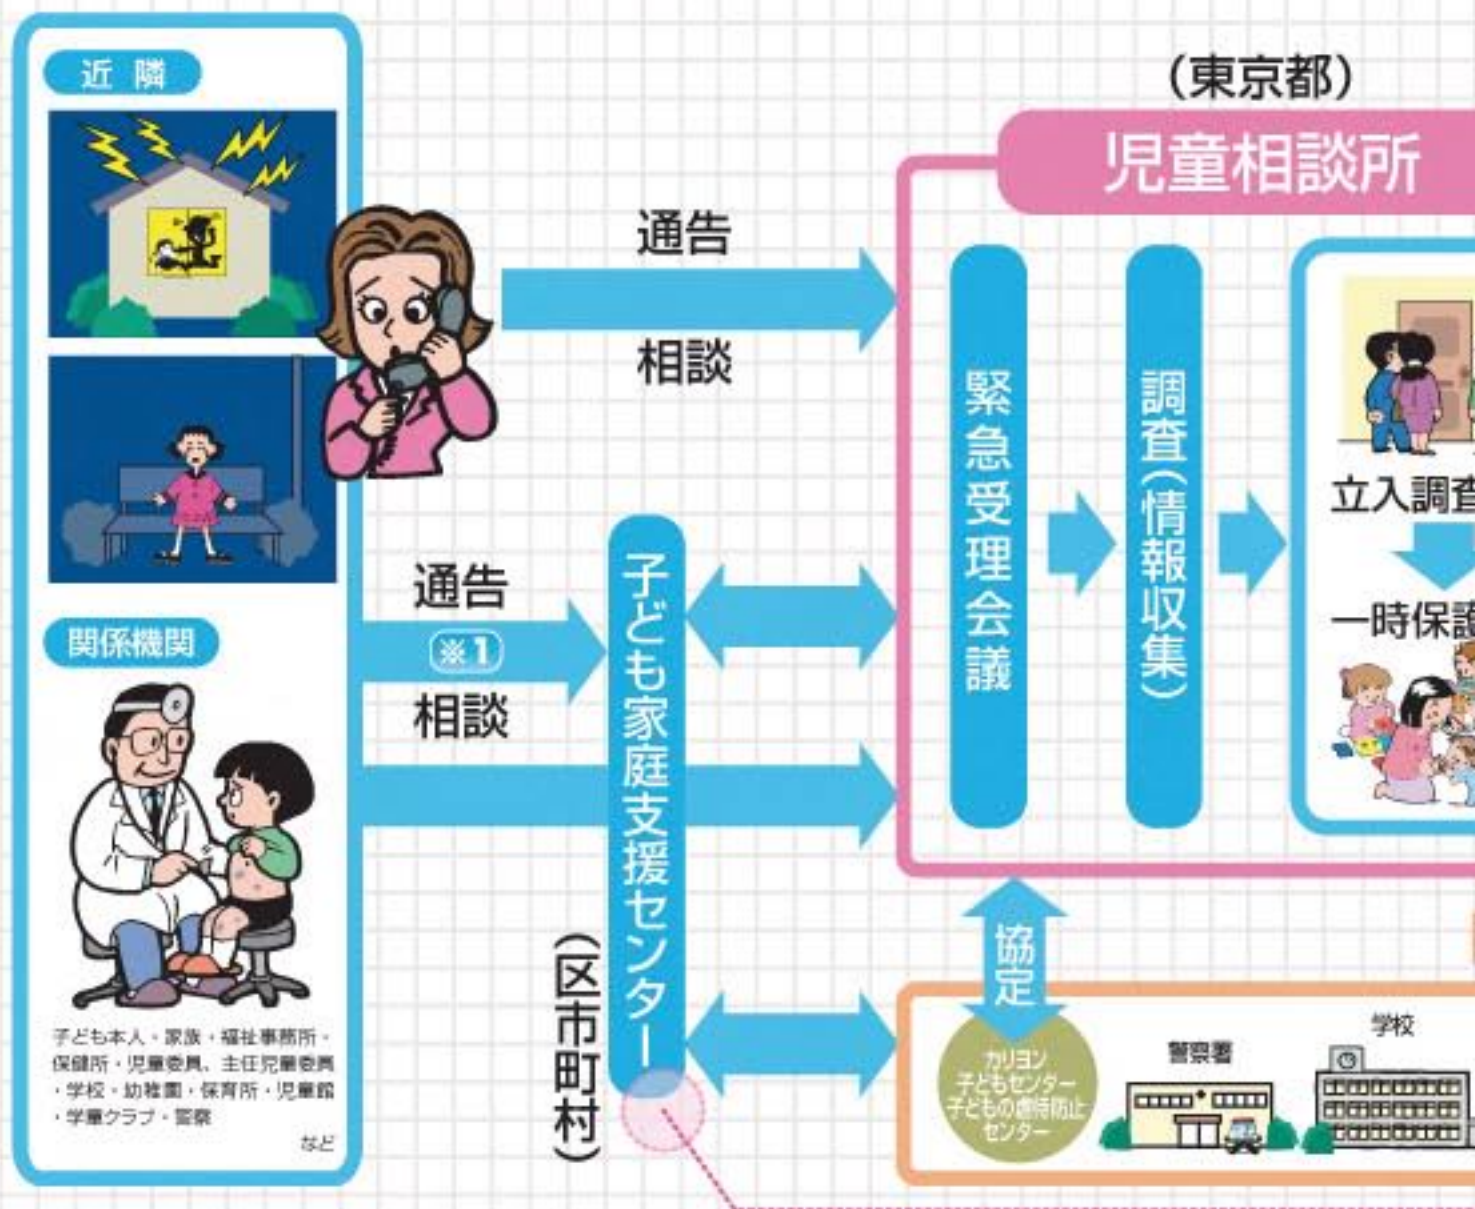 近隣
関係機関
子ども本人・家族・福祉事務所・
保健所・児童委員、主任児童委員
・学校・幼稚園・保育所・児童館
・学童クラブ・警察
など
通告
相談
通告
※1
相談
子ども家庭支援センター
(区市町村)
(東京都)
児童相談所
緊急受理会議
調査(情報収集)
立入調査
一時保護
協定
カリヨン
子どもセンター
子どもの虐待防止
センター
警察署
学校